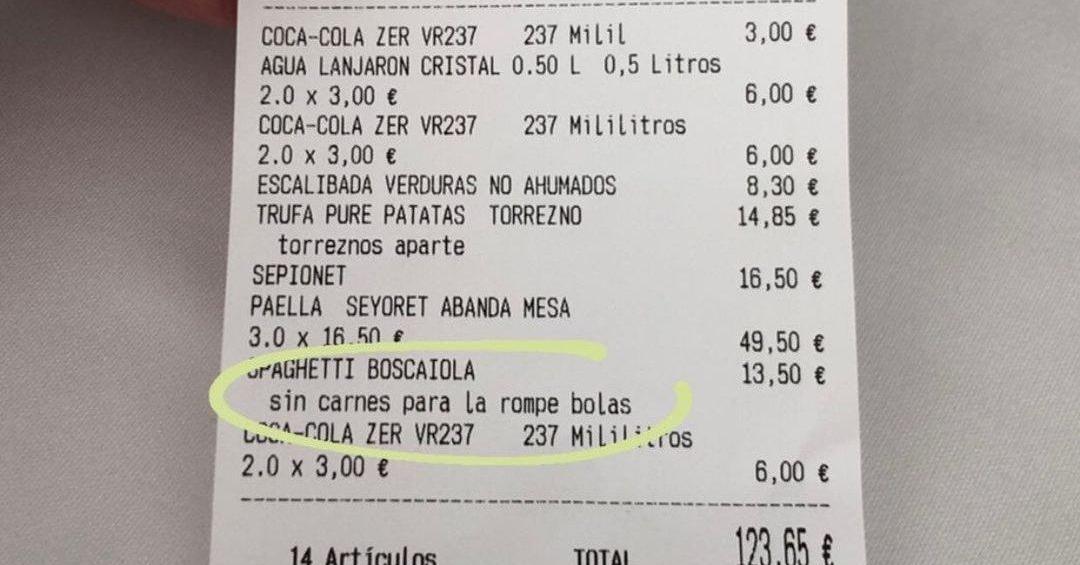 COCA-COLA ZER VR237 237 Milil 3,00 €
AGUA LANJARON CRISTAL 0.50 L 0,5 Litros
2.0 x 3,00 € 6,00 €
COCA-COLA ZER VR237 237 Mililitros
2.0 x 3,00 € 6,00 €
ESCALIBADA VERDURAS NO AHUMADOS 8,30 €
TRUFA PURE PATATAS TORREZNO 14,85 €
torreznos aparte
SEPIONET 16,50 €
PAELLA SEYORET ABANDA MESA
3.0 x 16.50 € 49,50 €
SPAGHETTI BOSCAIOLA 13,50 €
sin carnes para la rompe bolas
COCA-COLA ZER VR237 237 Mililitros
2.0 x 3,00 € 6,00 €
14 Artículos TOTAL 123,65 €